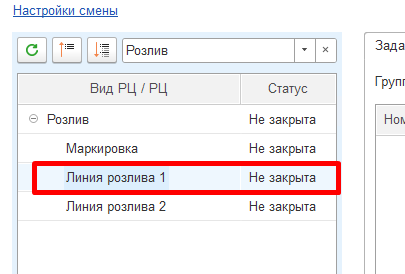 Настройки смены
Розлив
Зада
Вид РЦ / РЦ Статус
Групп
Розлив Не закрыта
Ном
Маркировка Не закрыта
Линия розлива 1 Не закрыта
Линия розлива 2 Не закрыта